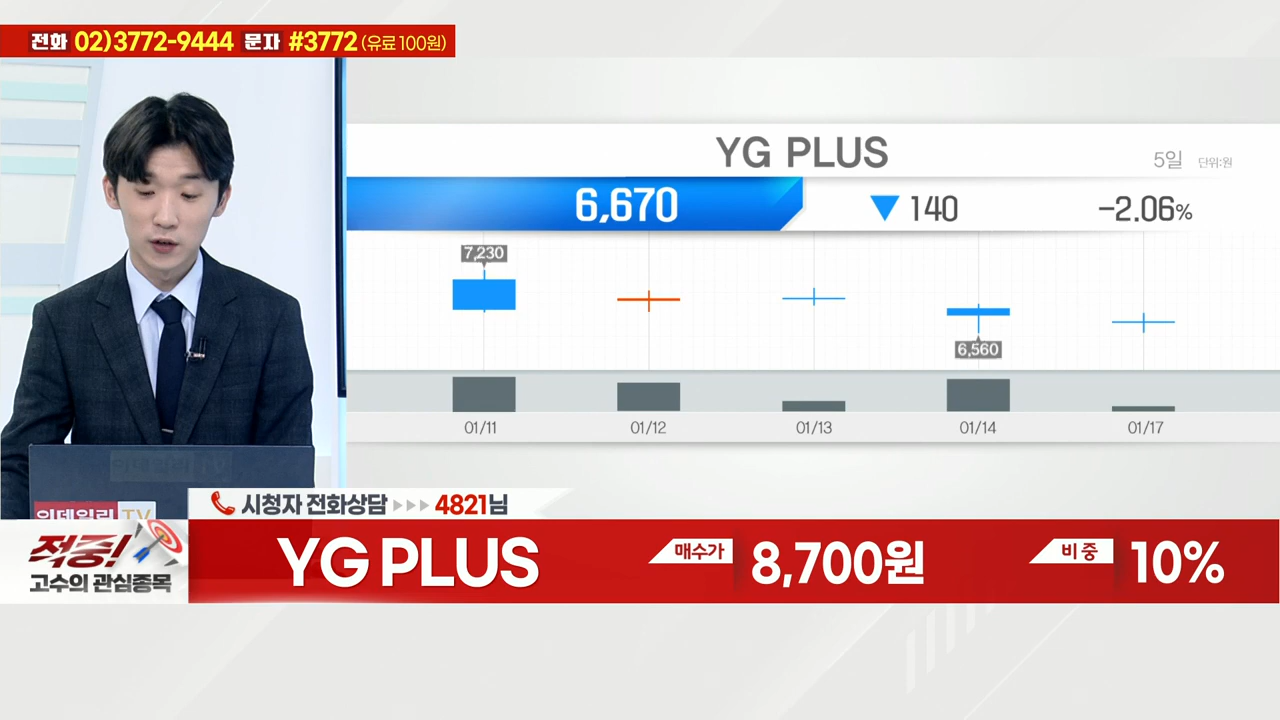 전화 02)3772-9444 문자 #3772 (유료 100원)
YG PLUS
5일 단위:원
6,670 ▼ 140 -2.06%
7,230
6,560
01/11 01/12 01/13 01/14 01/17
이데일리 TV
시청자 전화상담 ▶▶▶ 4821님
적중!
고수의 관심종목
YG PLUS 매수가 8,700원 비중 10%